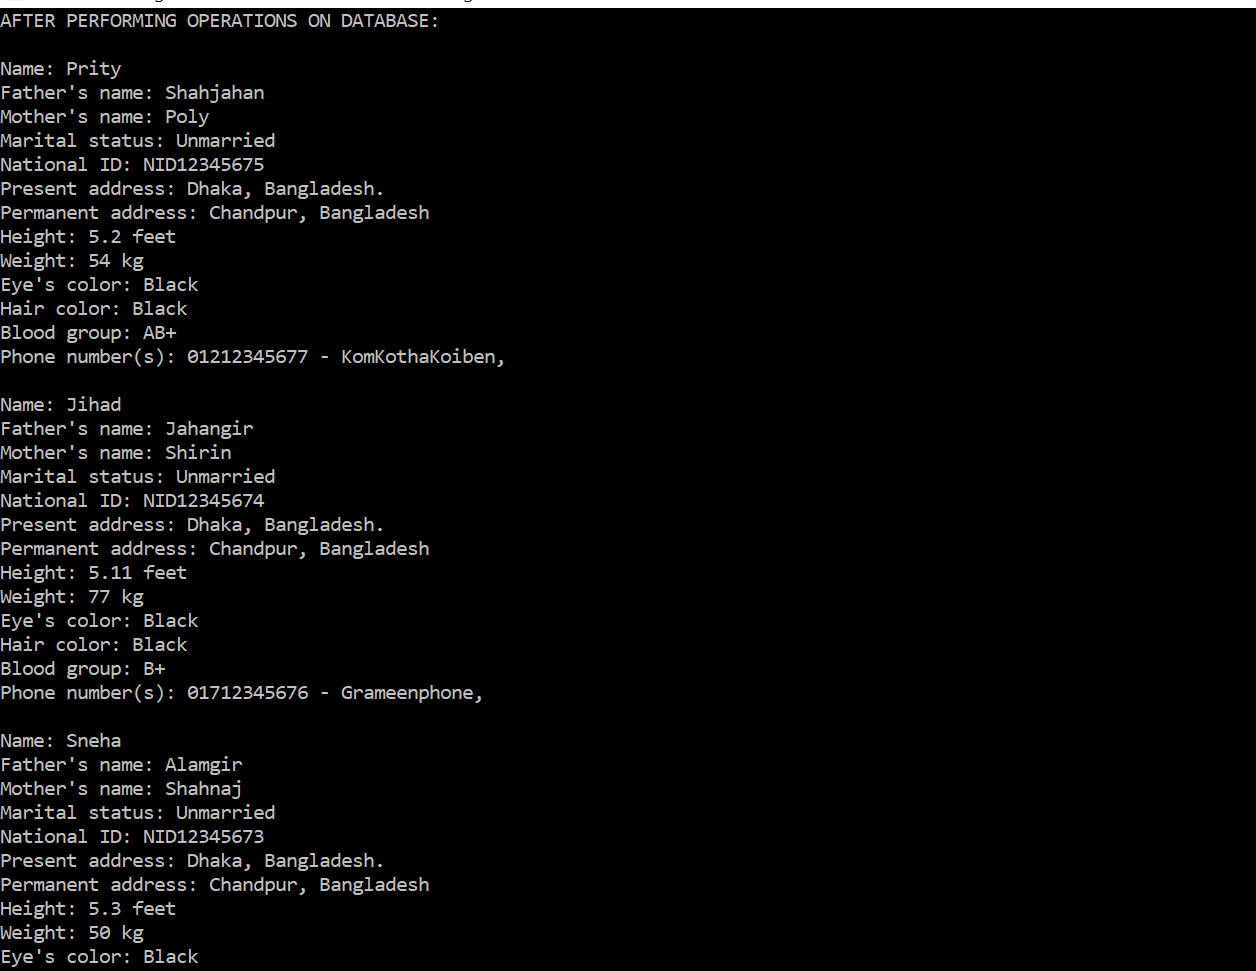 AFTER PERFORMING OPERATIONS ON DATABASE:
Name: Prity
Father's name: Shahjahan
Mother's name: Poly
Marital status: Unmarried
National ID: NID12345675
Present address: Dhaka, Bangladesh.
Permanent address: Chandpur, Bangladesh
Height: 5.2 feet
Weight: 54 kg
Eye's color: Black
Hair color: Black
Blood group: AB+
Phone number(s): 01212345677 - KomKothaKoiben,
Name: Jihad
Father's name: Jahangir
Mother's name: Shirin
Marital status: Unmarried
National ID: NID12345674
Present address: Dhaka, Bangladesh.
Permanent address: Chandpur, Bangladesh
Height: 5.11 feet
Weight: 77 kg
Eye's color: Black
Hair color: Black
Blood group: B+
Phone number(s): 01712345676 - Grameenphone,
Name: Sneha
Father's name: Alamgir
Mother's name: Shahnaj
Marital status: Unmarried
National ID: NID12345673
Present address: Dhaka, Bangladesh.
Permanent address: Chandpur, Bangladesh
Height: 5.3 feet
Weight: 50 kg
Eye's color: Black